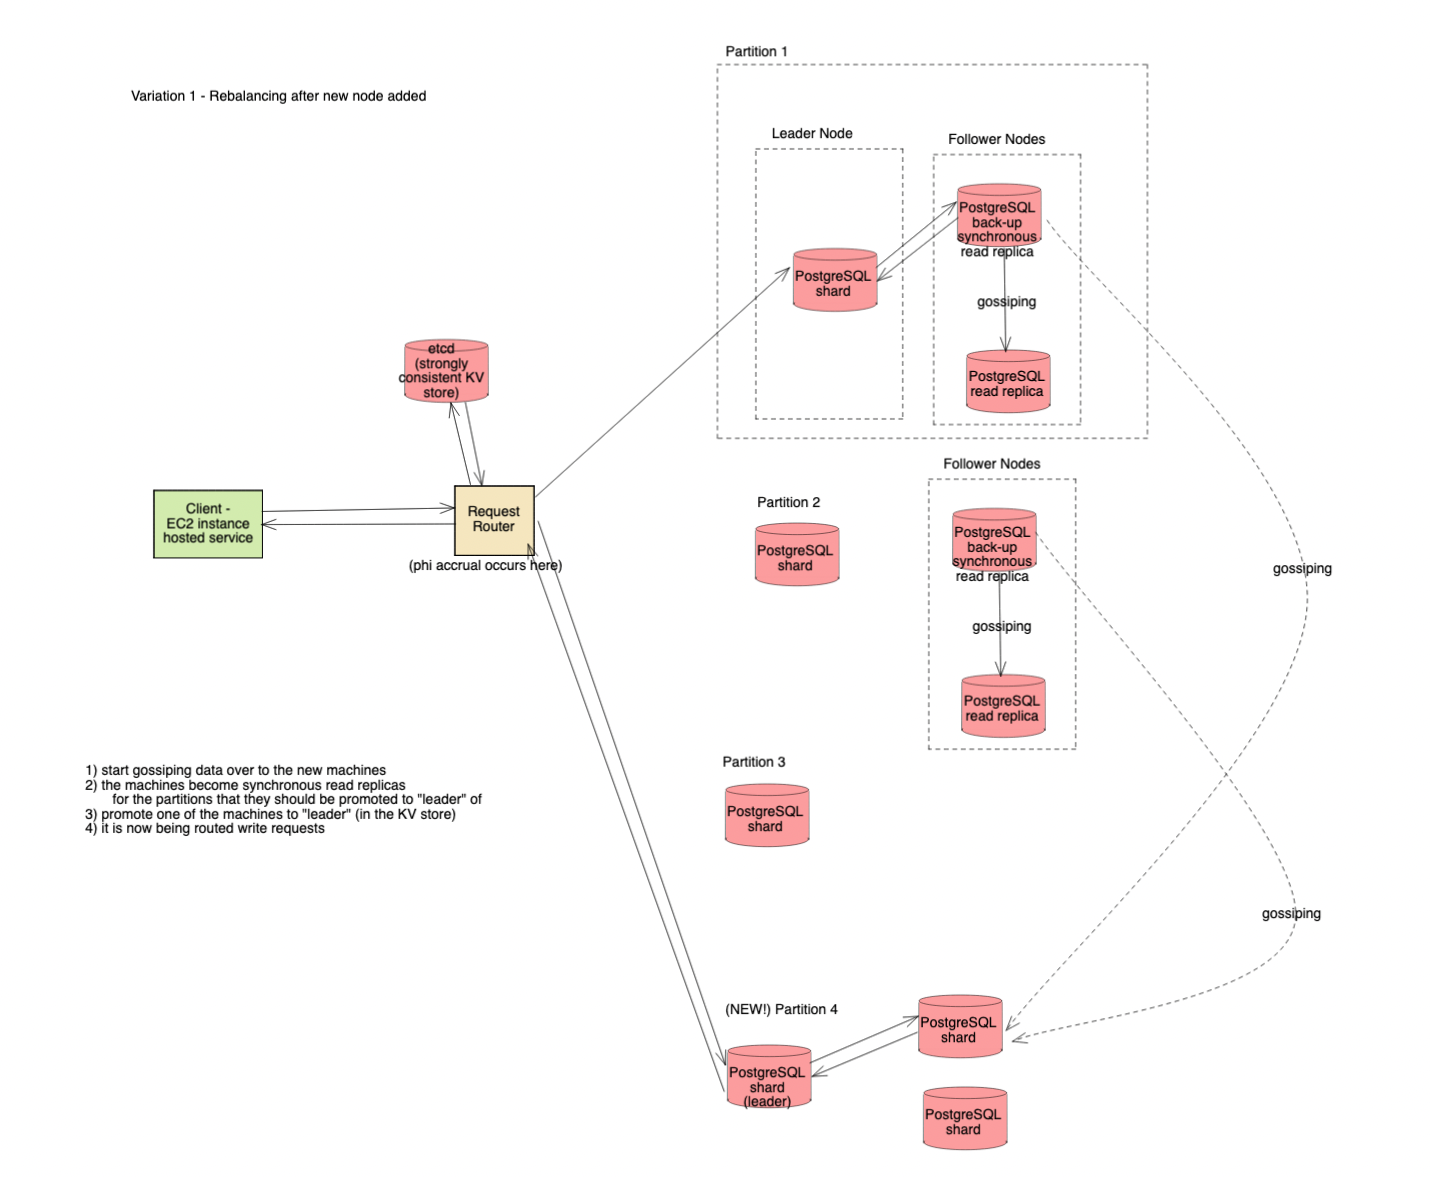 Partition 1
Variation 1 - Rebalancing after new node added
Leader Node
Follower Nodes
PostgreSQL
back-up
synchronous
read replica
PostgreSQL
shard
gossiping
PostgreSQL
read replica
etcd
(strongly
consistent KV
store)
Client -
EC2 instance
hosted service
Request
Router
(phi accrual occurs here)
Follower Nodes
Partition 2
PostgreSQL
shard
PostgreSQL
back-up
synchronous
read replica
gossiping
gossiping
PostgreSQL
read replica
Partition 3
PostgreSQL
shard
1) start gossiping data over to the new machines
2) the machines become synchronous read replicas
for the partitions that they should be promoted to "leader" of
3) promote one of the machines to "leader" (in the KV store)
4) it is now being routed write requests
gossiping
(NEW!) Partition 4
PostgreSQL
shard
PostgreSQL
shard
(leader)
PostgreSQL
shard